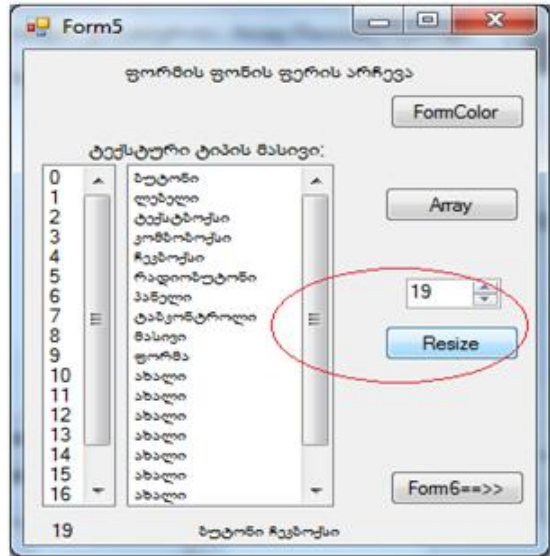 Form5
ფორმის ფონის ფერის არჩევა
FormColor
ტექსტური ტიპის მასივი:
0
1
2
3
4
5
6
7
8
9
10
11
12
13
14
15
16
ბუტონი
ლებელი
ტექსტბოქსი
კომბობოქსი
ჩეკბოქსი
რადიობუტონი
პანელი
ტაბკონტროლი
მასივი
ფორმა
ახალი
ახალი
ახალი
ახალი
ახალი
ახალი
ახალი
Array
19
Resize
Form6==>>
19
ბუტონი ჩეკბოქსი